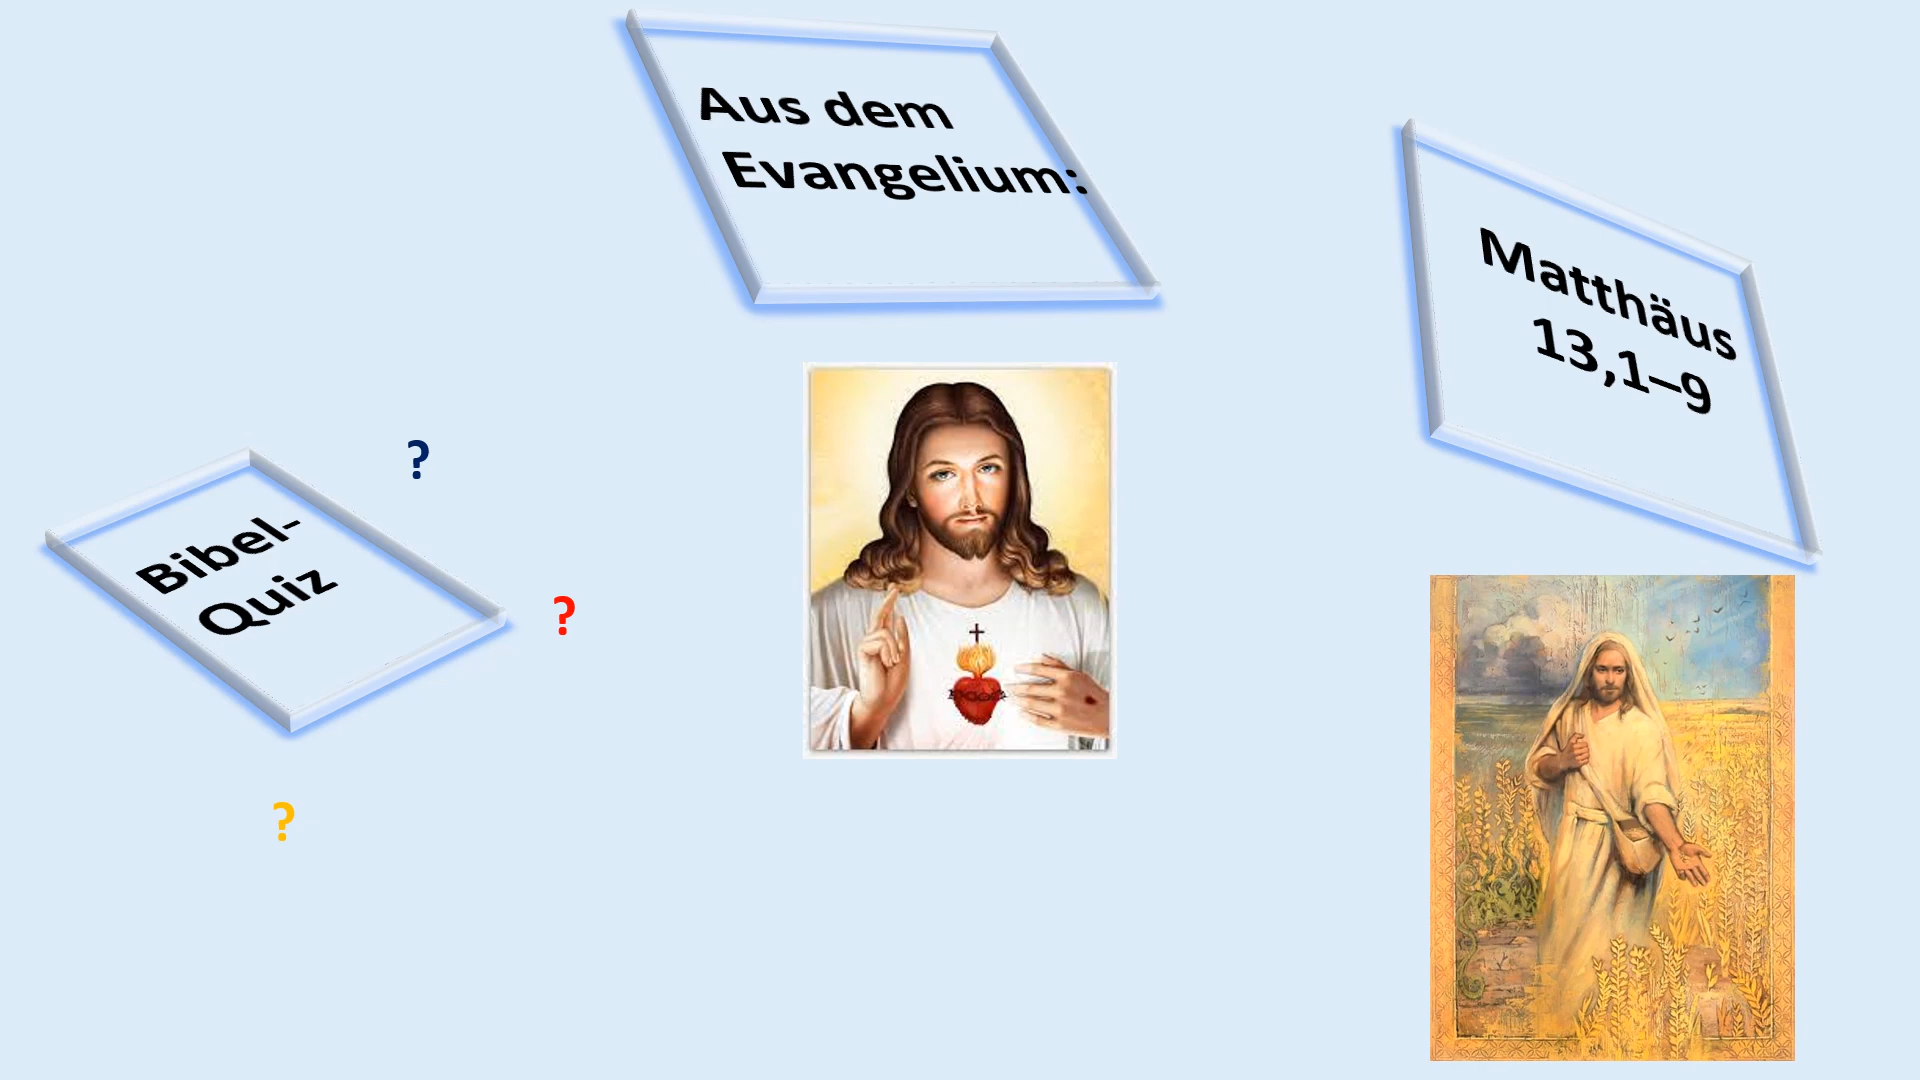 Aus dem
Evangelium:
Matthäus
13,1–9
Bibel-
Quiz
?
?
?